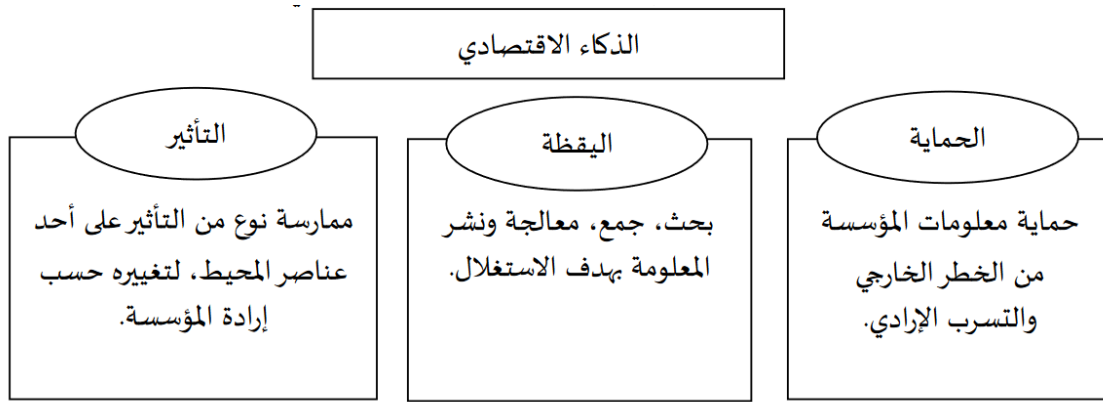 الذكاء الاقتصادي
الحماية
حماية معلومات المؤسسة
من الخطر الخارجي
والتسرب الإرادي.
اليقظة
بحث، جمع، معالجة ونشر
المعلومة بهدف الاستغلال.
التأثير
ممارسة نوع من التأثير على أحد
عناصر المحيط، لتغييره حسب
إرادة المؤسسة.